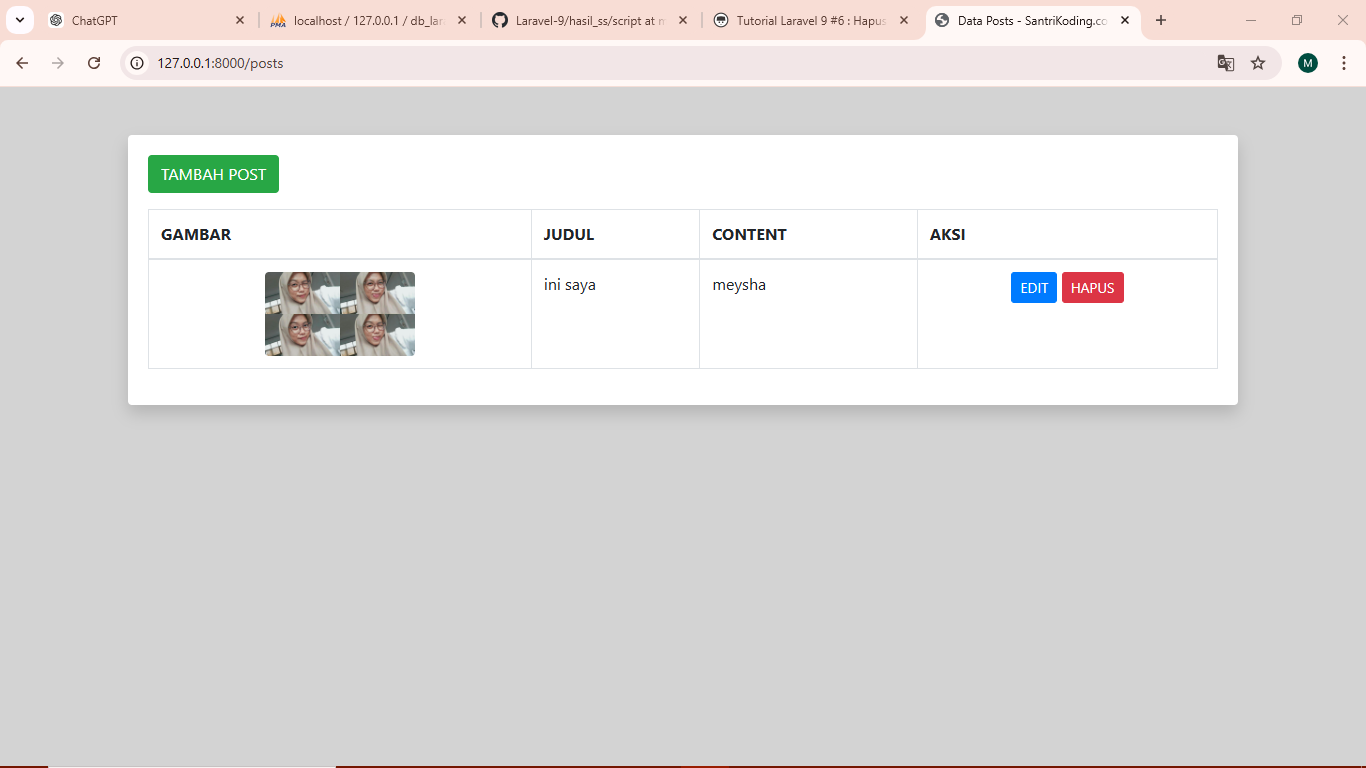 ChatGPT
localhost / 127.0.0.1 / db_lar
Laravel-9/hasil_ss/script at m
Tutorial Laravel 9 #6 : Hapus
Data Posts - SantriKoding.co
127.0.0.1:8000/posts
M
TAMBAH POST
GAMBAR JUDUL CONTENT AKSI
ini saya meysha EDIT HAPUS